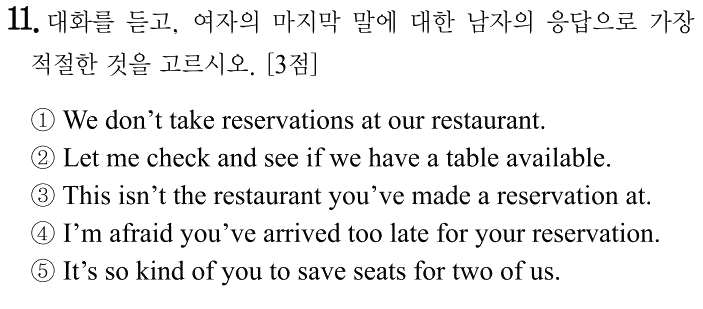 11. 대화를 듣고, 여자의 마지막 말에 대한 남자의 응답으로 가장
적절한 것을 고르시오. [3점]
① We don’t take reservations at our restaurant.
② Let me check and see if we have a table available.
③ This isn’t the restaurant you’ve made a reservation at.
④ I’m afraid you’ve arrived too late for your reservation.
⑤ It’s so kind of you to save seats for two of us.